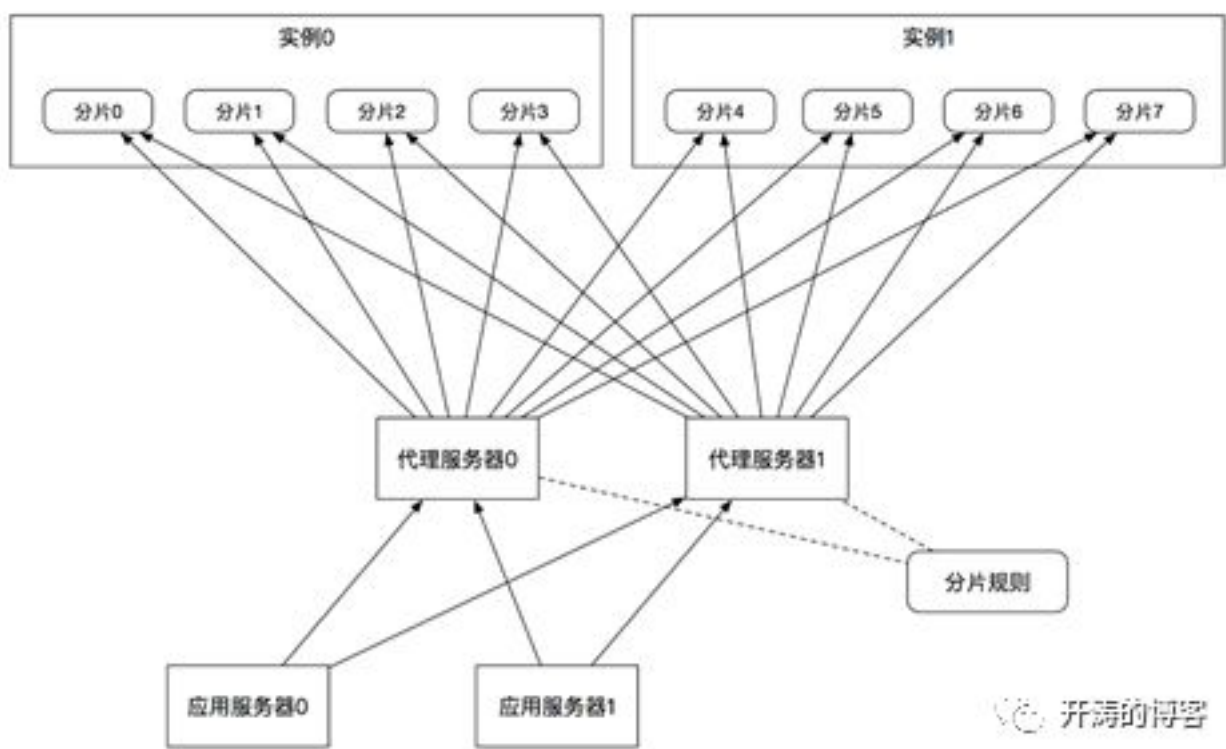 实例0
实例1
分片0
分片1
分片2
分片3
分片4
分片5
分片6
分片7
代理服务器0
代理服务器1
分片规则
应用服务器0
应用服务器1
开涛的博客